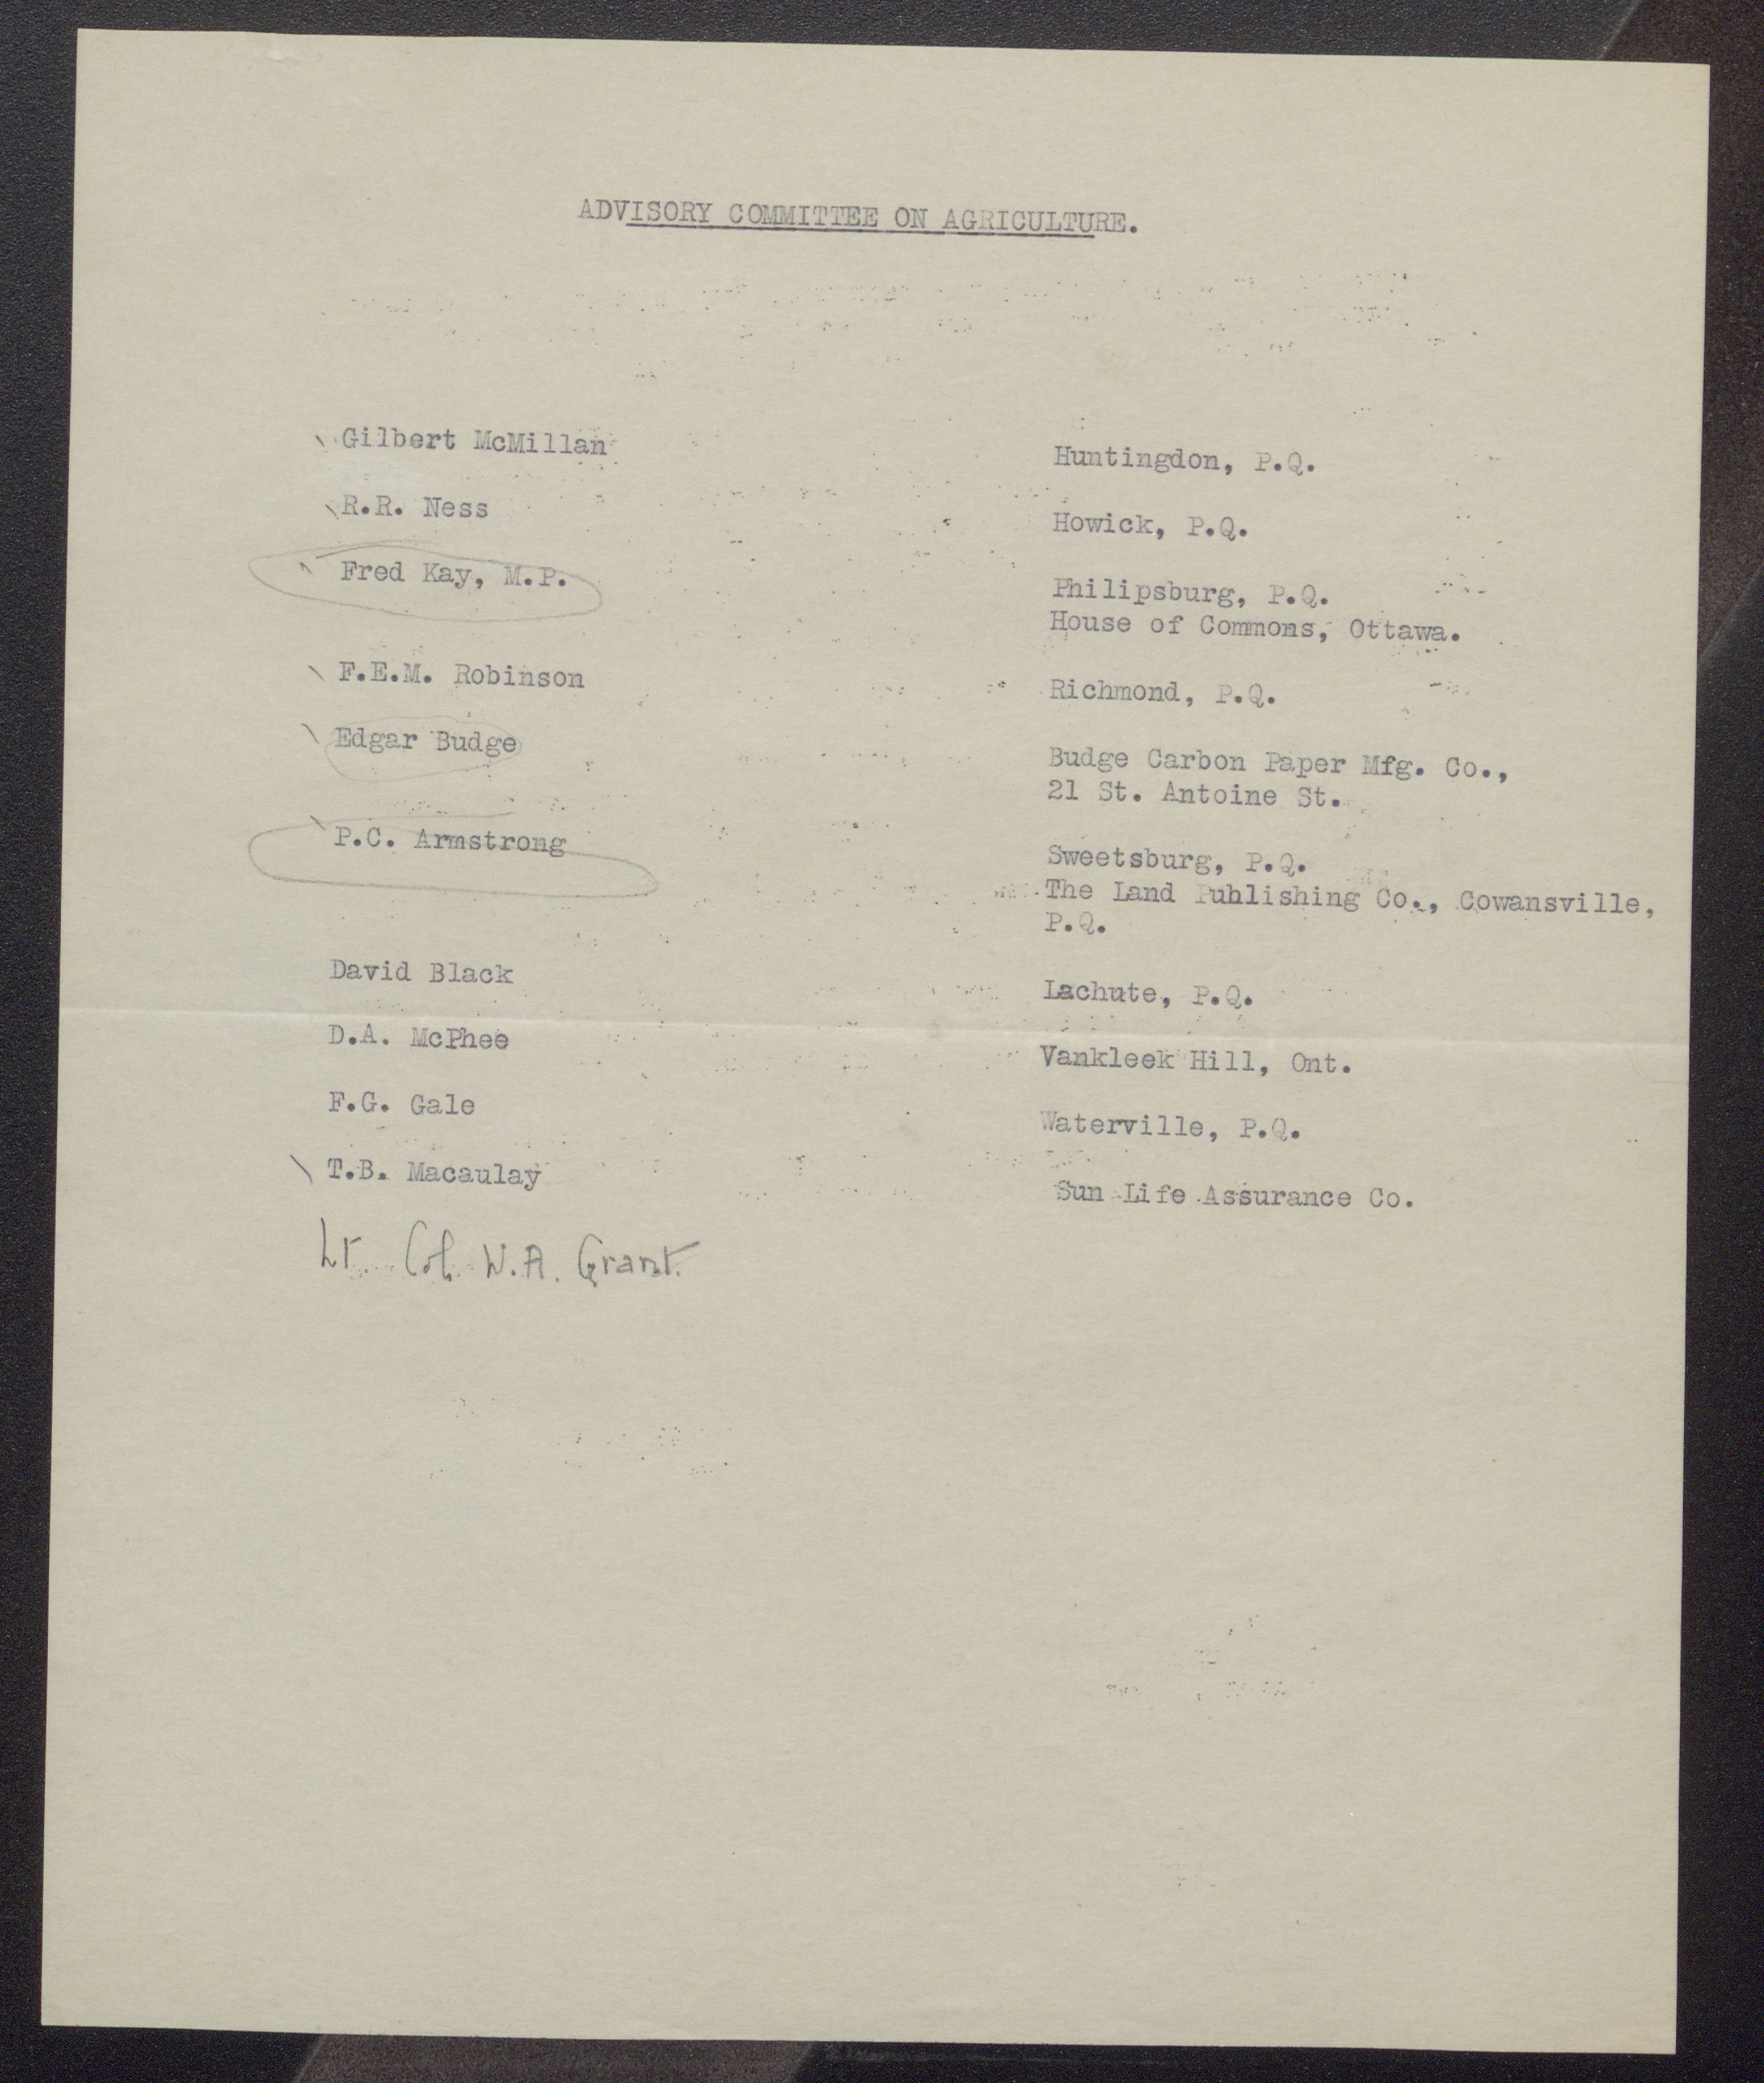 ADVISORY COMMITTEE ON AGRICULTURE.
Gilbert McMillan Huntingdon, P.Q.
R.R. Ness Howick, P.Q.
Fred Kay, M.P. Philipsburg, P.Q.
House of Commons, Ottawa.
F.E.M. Robinson Richmond, P.Q.
Edgar Budge Budge Carbon Paper Mfg. Co.,
21 St. Antoine St.
P.C. Armstrong Sweetsburg, P.Q.
The Land Puhlishing Co., Cowansville,
P.Q.
David Black Lachute, P.Q.
D.A. McPhee Vankleek Hill, Ont.
F.G. Gale Waterville, P.Q.
T.B. Macaulay Sun Life Assurance Co.
Lt. Col. W.A. Grant.